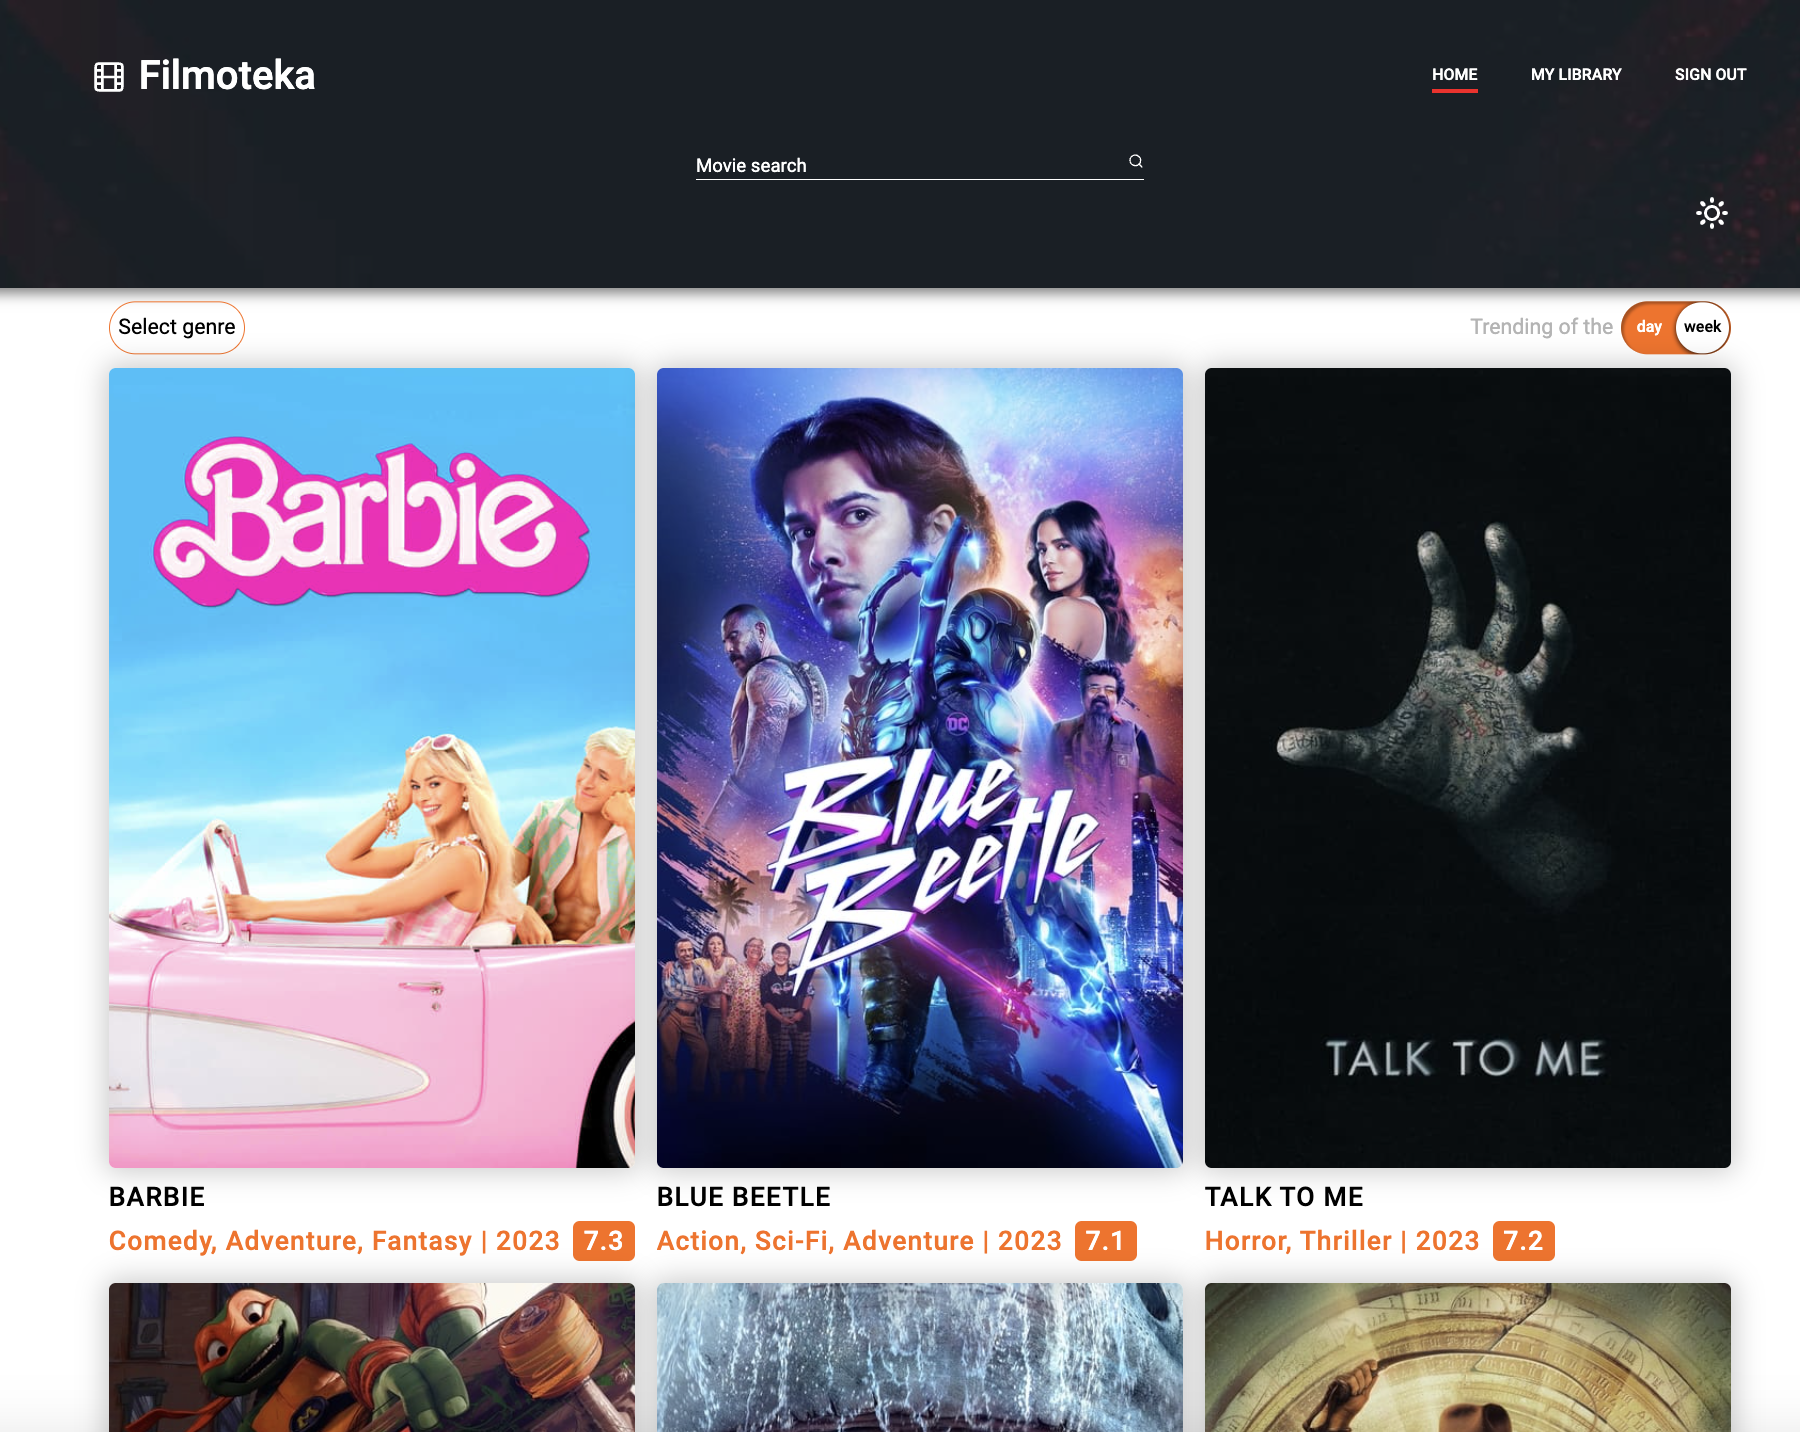 Filmoteka
HOME
MY LIBRARY
SIGN OUT
Movie search
Select genre
Trending of the
day
week
Barbie
DC
Blue
Beetle
TALK TO ME
BARBIE
BLUE BEETLE
TALK TO ME
Comedy, Adventure, Fantasy | 2023 7.3
Action, Sci-Fi, Adventure | 2023 7.1
Horror, Thriller | 2023 7.2